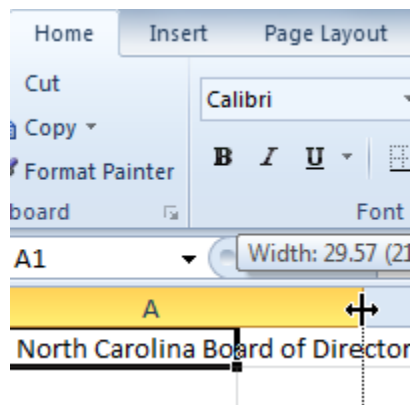 Home Insert Page Layout
Cut
Calibri
Copy
Format Painter
B I U
board Font
A1 Width: 29.57 (21
A
North Carolina Board of Director